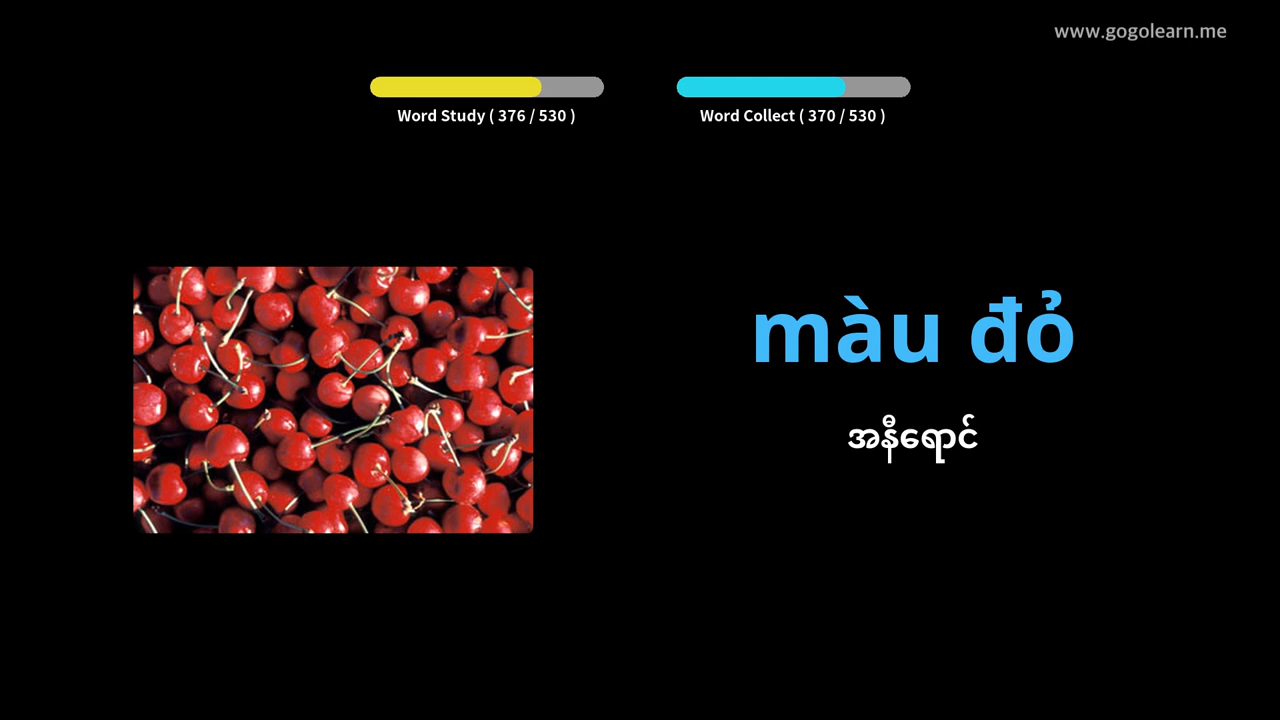 www.gogolearn.me
Word Study ( 376 / 530 )
Word Collect ( 370 / 530 )
màu đỏ
အနီရောင်